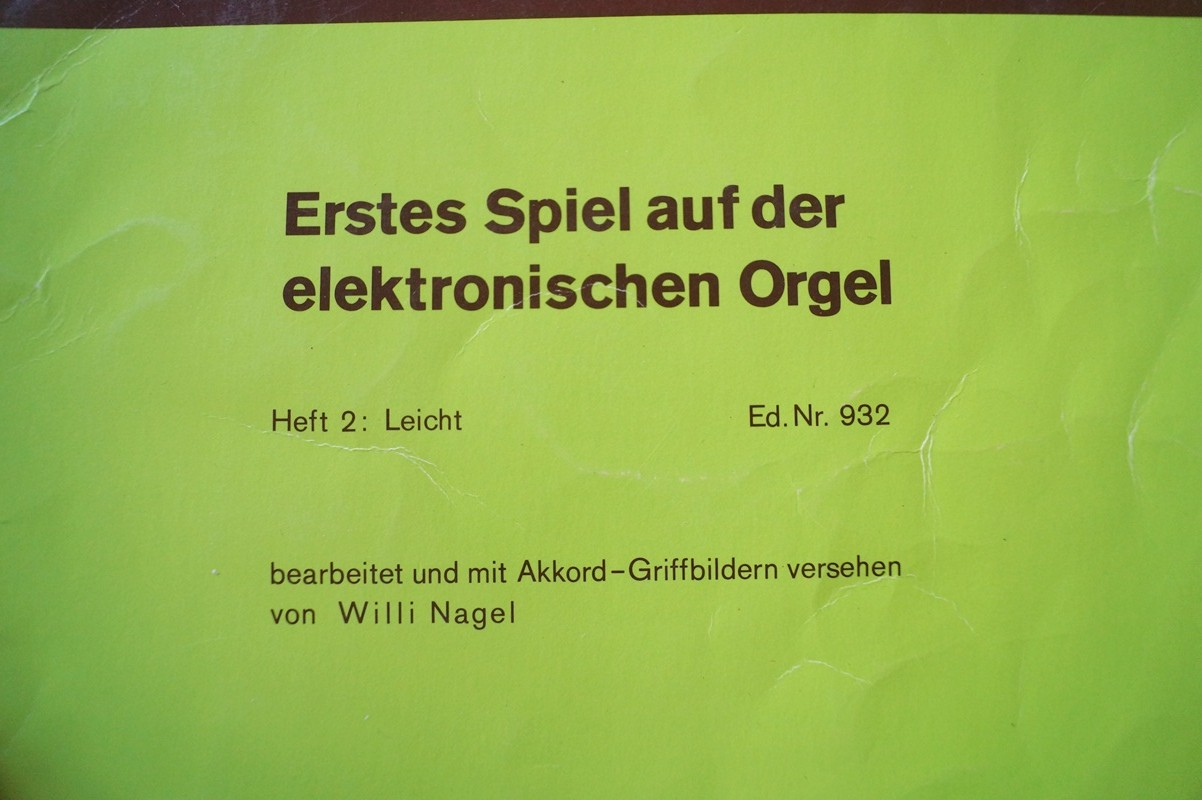 Erstes Spiel auf der
elektronischen Orgel
Heft 2: Leicht Ed. Nr. 932
bearbeitet und mit Akkord-Griffbildern versehen
von Willi Nagel